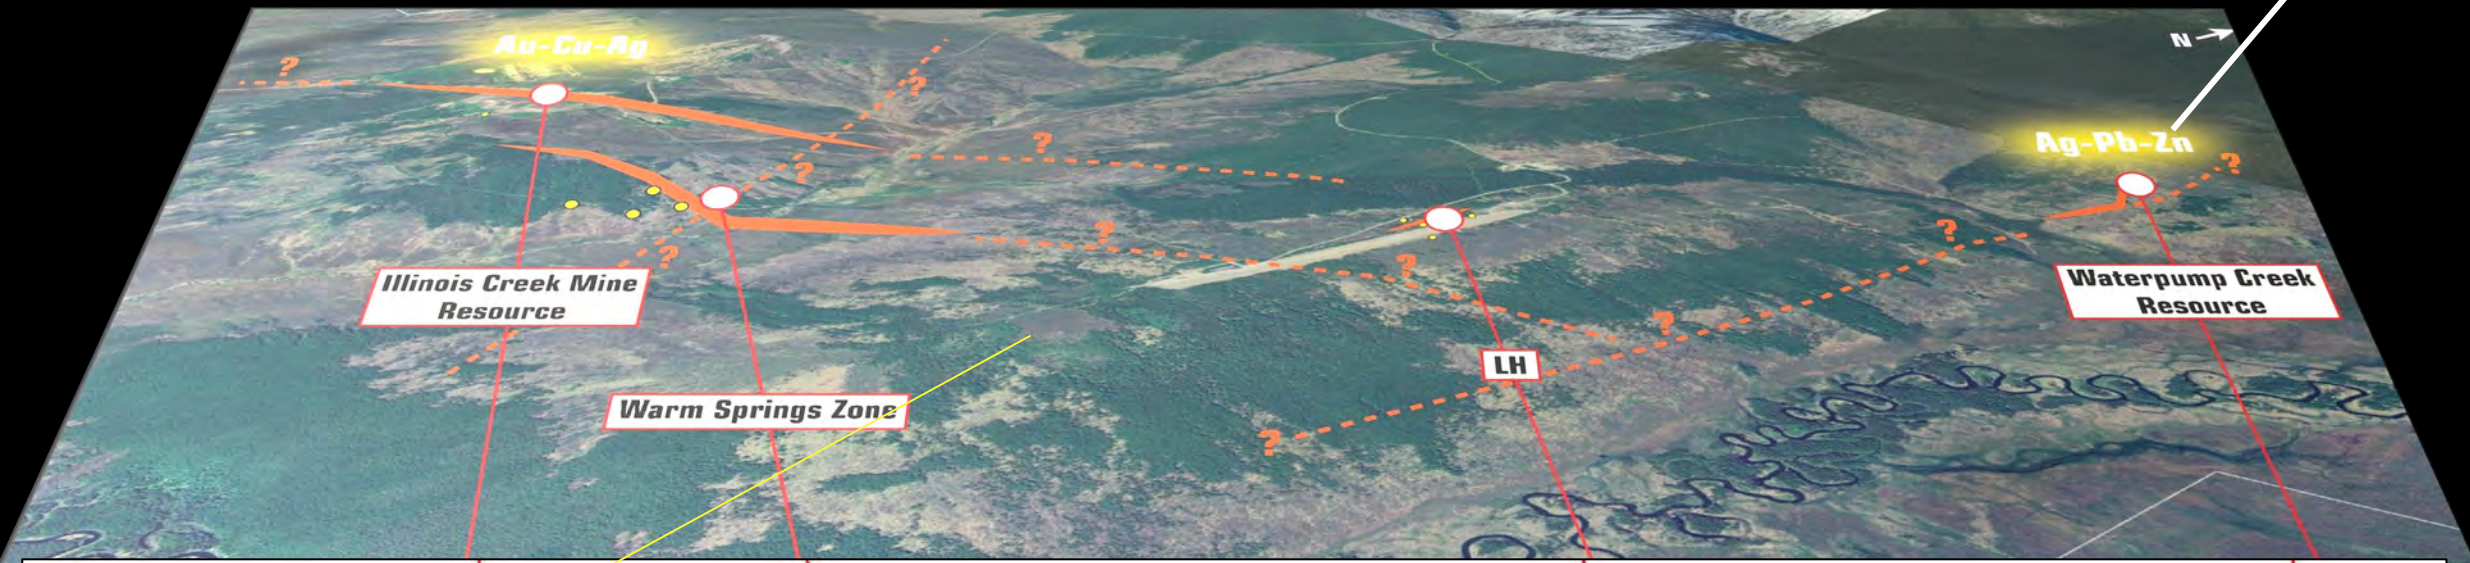 Au-Cu-Ag
N
?
?
?
?
Ag-Pb-Zn
?
?
?
?
?
Illinois Creek Mine
Resource
Waterpump Creek
Resource
?
LH
Warm Springs Zone
?